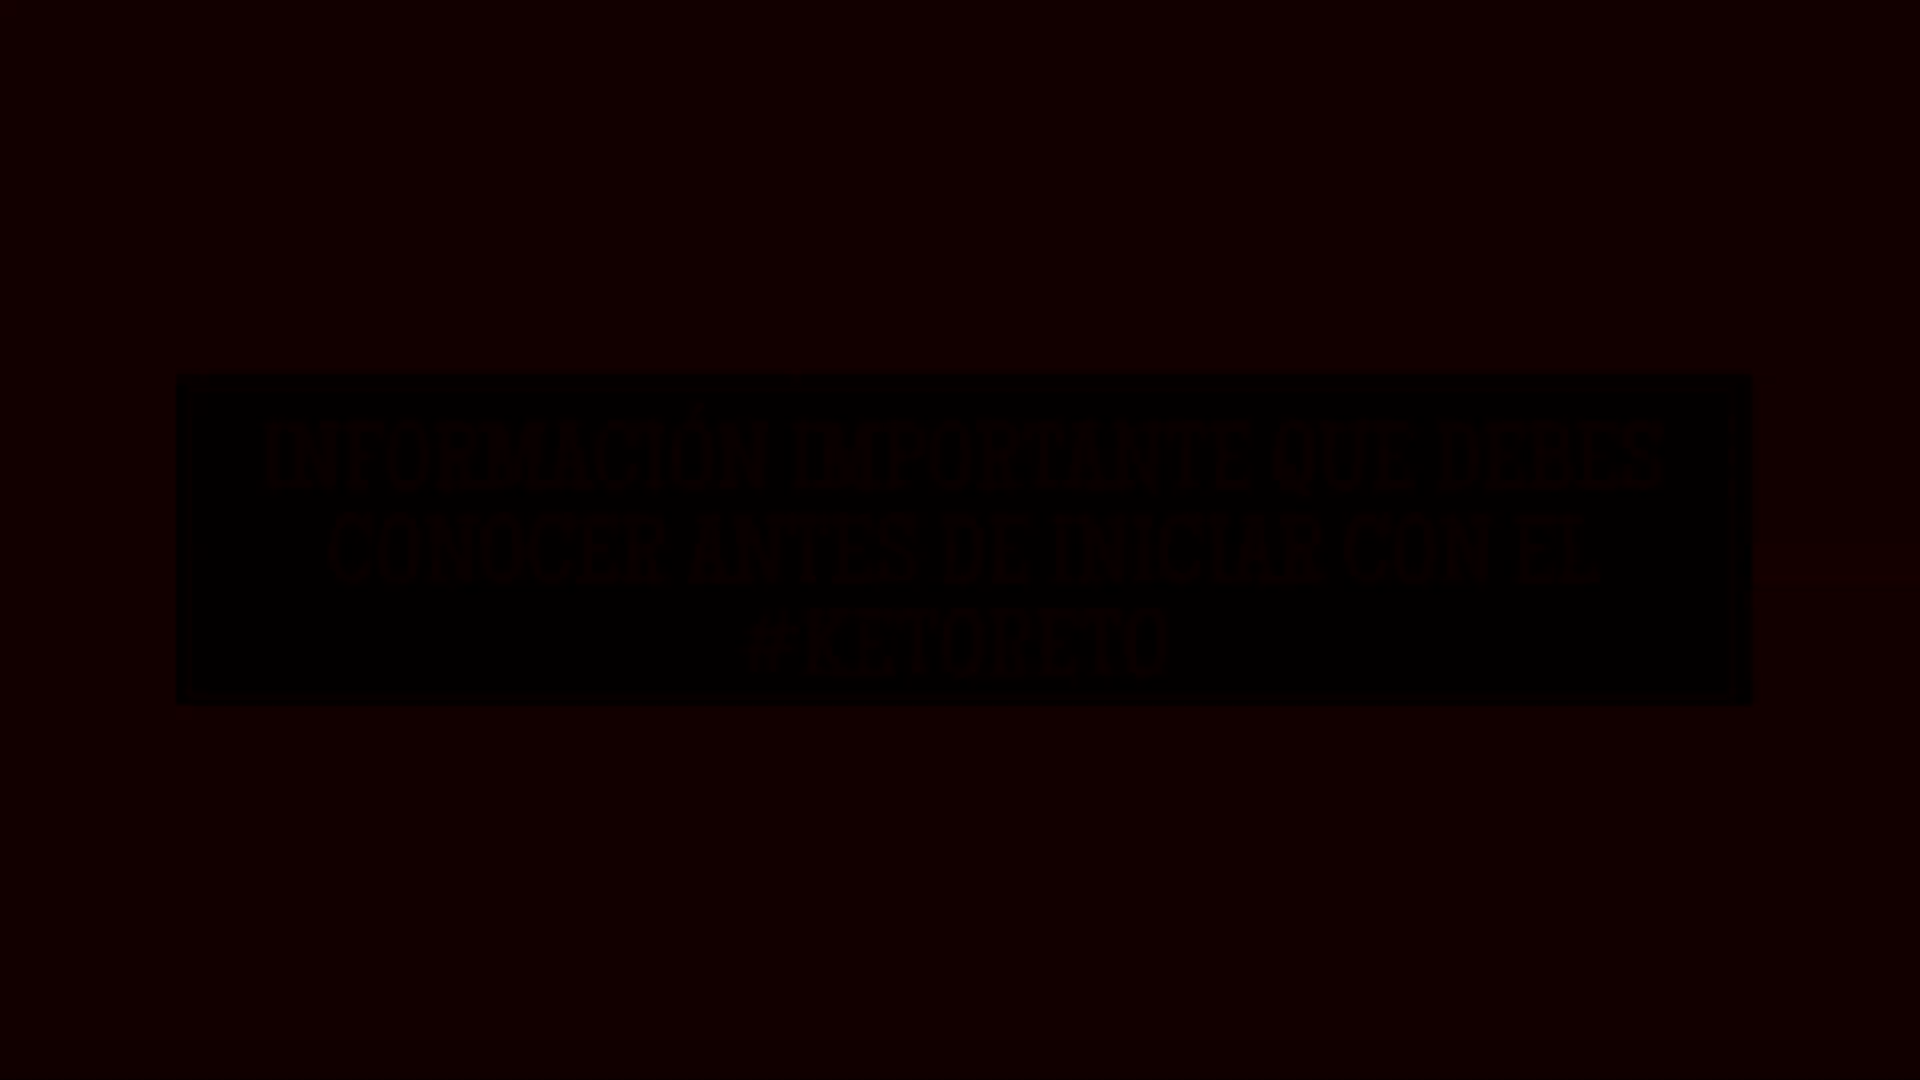 INFORMACIÓN IMPORTANTE QUE DEBES
CONOCER ANTES DE INICIAR CON EL
#KETORETO